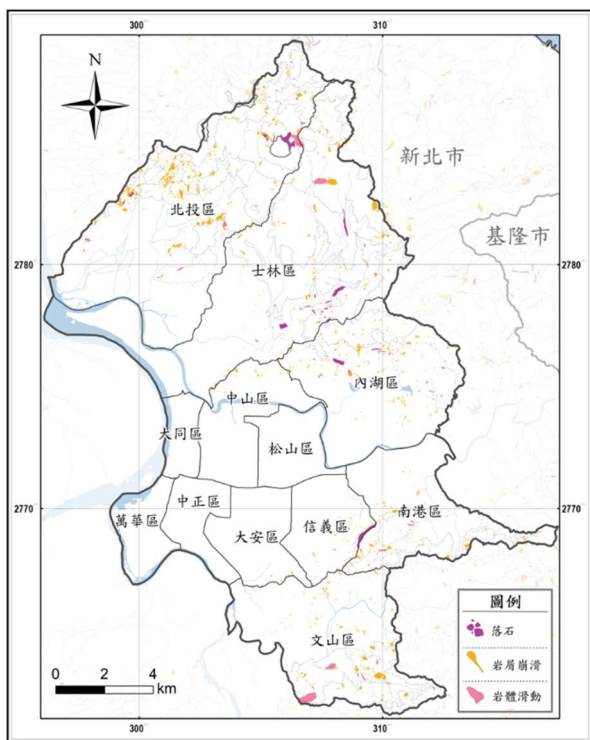 300
310
N
新北市
基隆市
北投區
2780
2780
士林區
內湖區
中山區
大同區
松山區
2770
2770
中正區
萬華區
信義區
南港區
大安區
圖例
落石
文山區
岩屑崩滑
0 2 4
km
岩體滑動
300
310